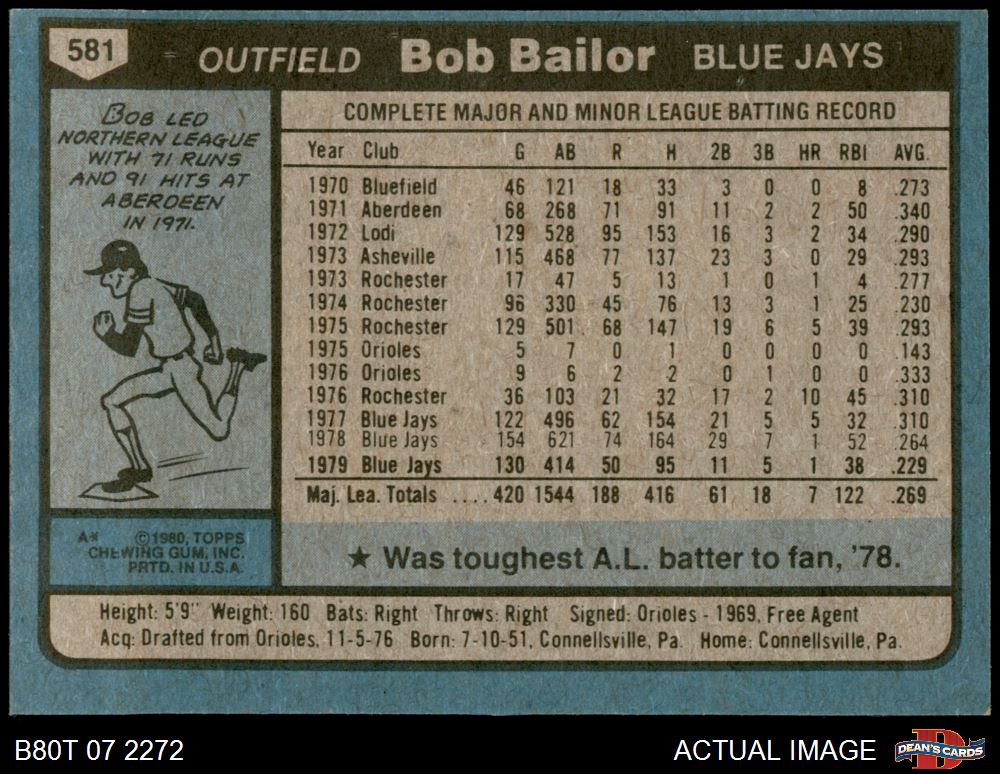 581 OUTFIELD Bob Bailor BLUE JAYS
BOB LED
NORTHERN LEAGUE
WITH 71 RUNS
AND 91 HITS AT
ABERDEEN
IN 1971.
COMPLETE MAJOR AND MINOR LEAGUE BATTING RECORD
Year Club G AB R H 2B 3B HR RBI AVG.
1970 Bluefield 46 121 18 33 3 0 0 8 .273
1971 Aberdeen 68 268 71 91 11 2 2 50 .340
1972 Lodi 129 528 95 153 16 3 2 34 .290
1973 Asheville 115 468 77 137 23 3 0 29 .293
1973 Rochester 17 47 5 13 1 0 1 4 .277
1974 Rochester 96 330 45 76 13 3 1 25 .230
1975 Rochester 129 501 68 147 19 6 5 39 .293
1975 Orioles 5 7 0 1 0 0 0 0 .143
1976 Orioles 9 6 2 2 0 1 0 0 .333
1976 Rochester 36 103 21 32 17 2 10 45 .310
1977 Blue Jays 122 496 62 154 21 5 5 32 .310
1978 Blue Jays 154 621 74 164 29 7 1 52 .264
1979 Blue Jays 130 414 50 95 11 5 1 38 .229
Maj. Lea. Totals .... 420 1544 188 416 61 18 7 122 .269
A* ©1980, TOPPS
CHEWING GUM, INC.
PRTD. IN U.S.A.
★ Was toughest A.L. batter to fan, '78.
Height: 5'9" Weight: 160 Bats: Right Throws: Right Signed: Orioles - 1969, Free Agent
Acq: Drafted from Orioles, 11-5-76 Born: 7-10-51, Connellsville, Pa. Home: Connellsville, Pa.
B80T 07 2272 ACTUAL IMAGE DEAN'S CARDS